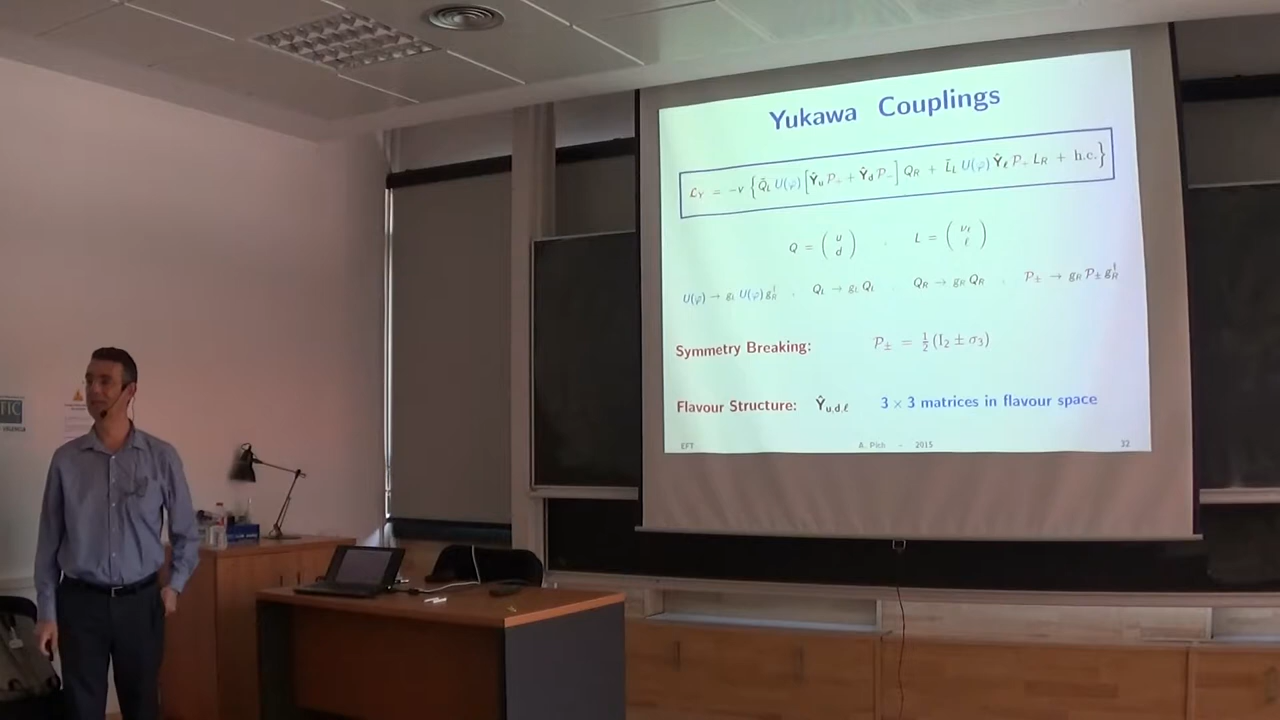 Yukawa Couplings
ℒ_Y = −v { Q̄_L U(φ) [ Ŷ_u 𝒫_+ + Ŷ_d 𝒫_− ] Q_R + L̄_L U(φ) Ŷ_ℓ 𝒫_− L_R + h.c. }
Q = ( u d ) , L = ( ν_ℓ ℓ )
U(φ) → g_L U(φ) g_R^† , Q_L → g_L Q_L , Q_R → g_R Q_R , 𝒫_± → g_R 𝒫_± g_R^†
Symmetry Breaking: 𝒫_± = ½ (I_2 ± σ_3)
Flavour Structure: Ŷ_u,d,ℓ 3 × 3 matrices in flavour space
EFT A. Pich - 2015 32
TIC